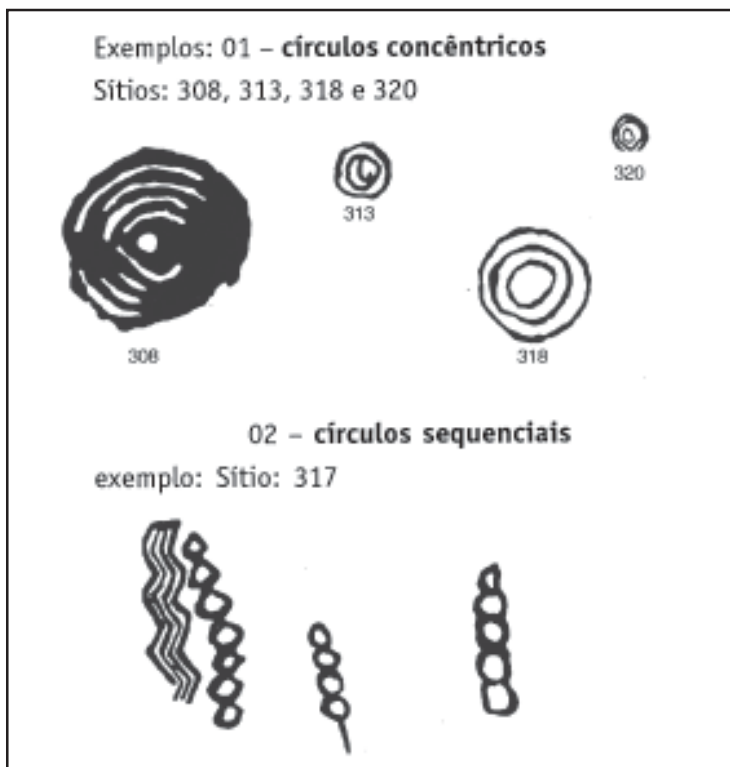 Exemplos: 01 – círculos concêntricos
Sítios: 308, 313, 318 e 320
320
313
308
318
02 – círculos sequenciais
exemplo: Sítio: 317